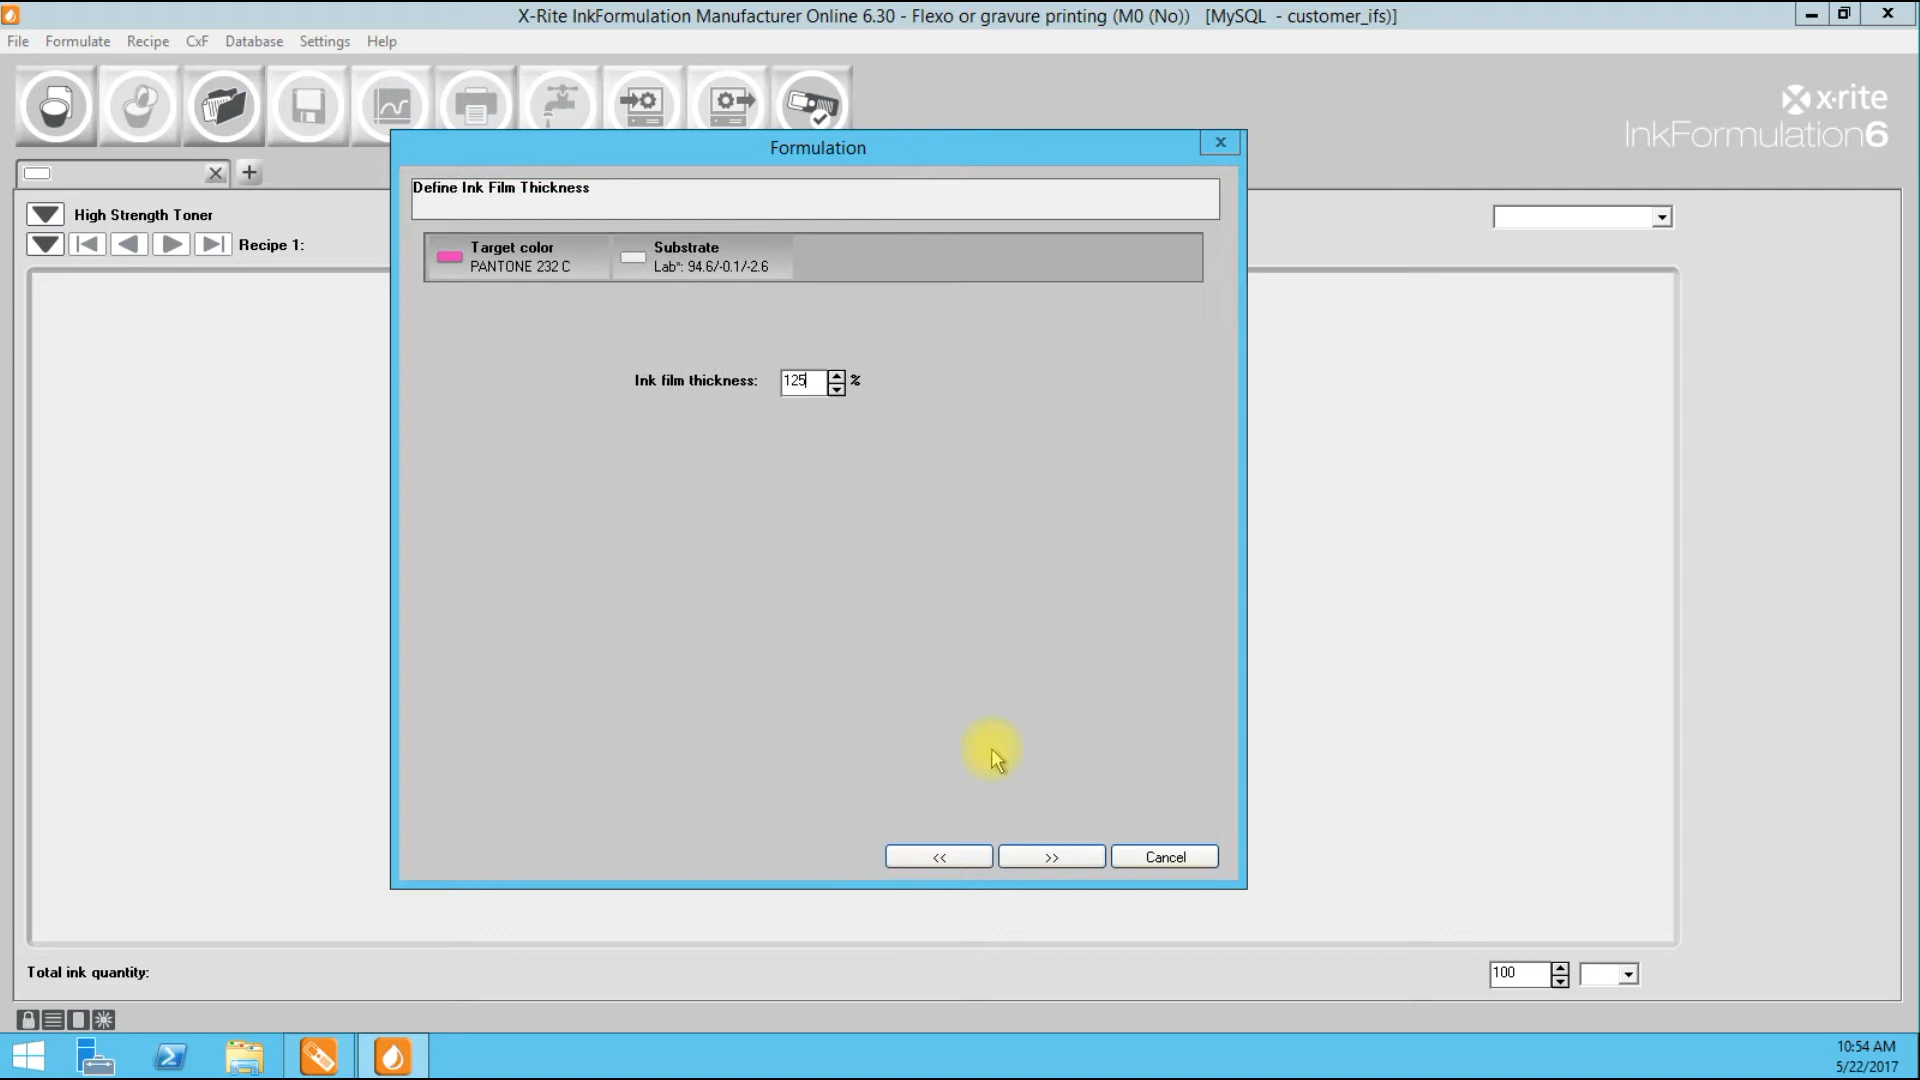 X-Rite InkFormulation Manufacturer Online 6.30 - Flexo or gravure printing (M0 (No)) [MySQL - customer_ifs)]
File Formulate Recipe CxF Database Settings Help
x·rite
InkFormulation6
Formulation
Define Ink Film Thickness
High Strength Toner
Recipe 1:
Target color
PANTONE 232 C
Substrate
Lab*: 94.6/-0.1/-2.6
Ink film thickness: 125 %
<< >> Cancel
Total ink quantity: 100
10:54 AM
5/22/2017